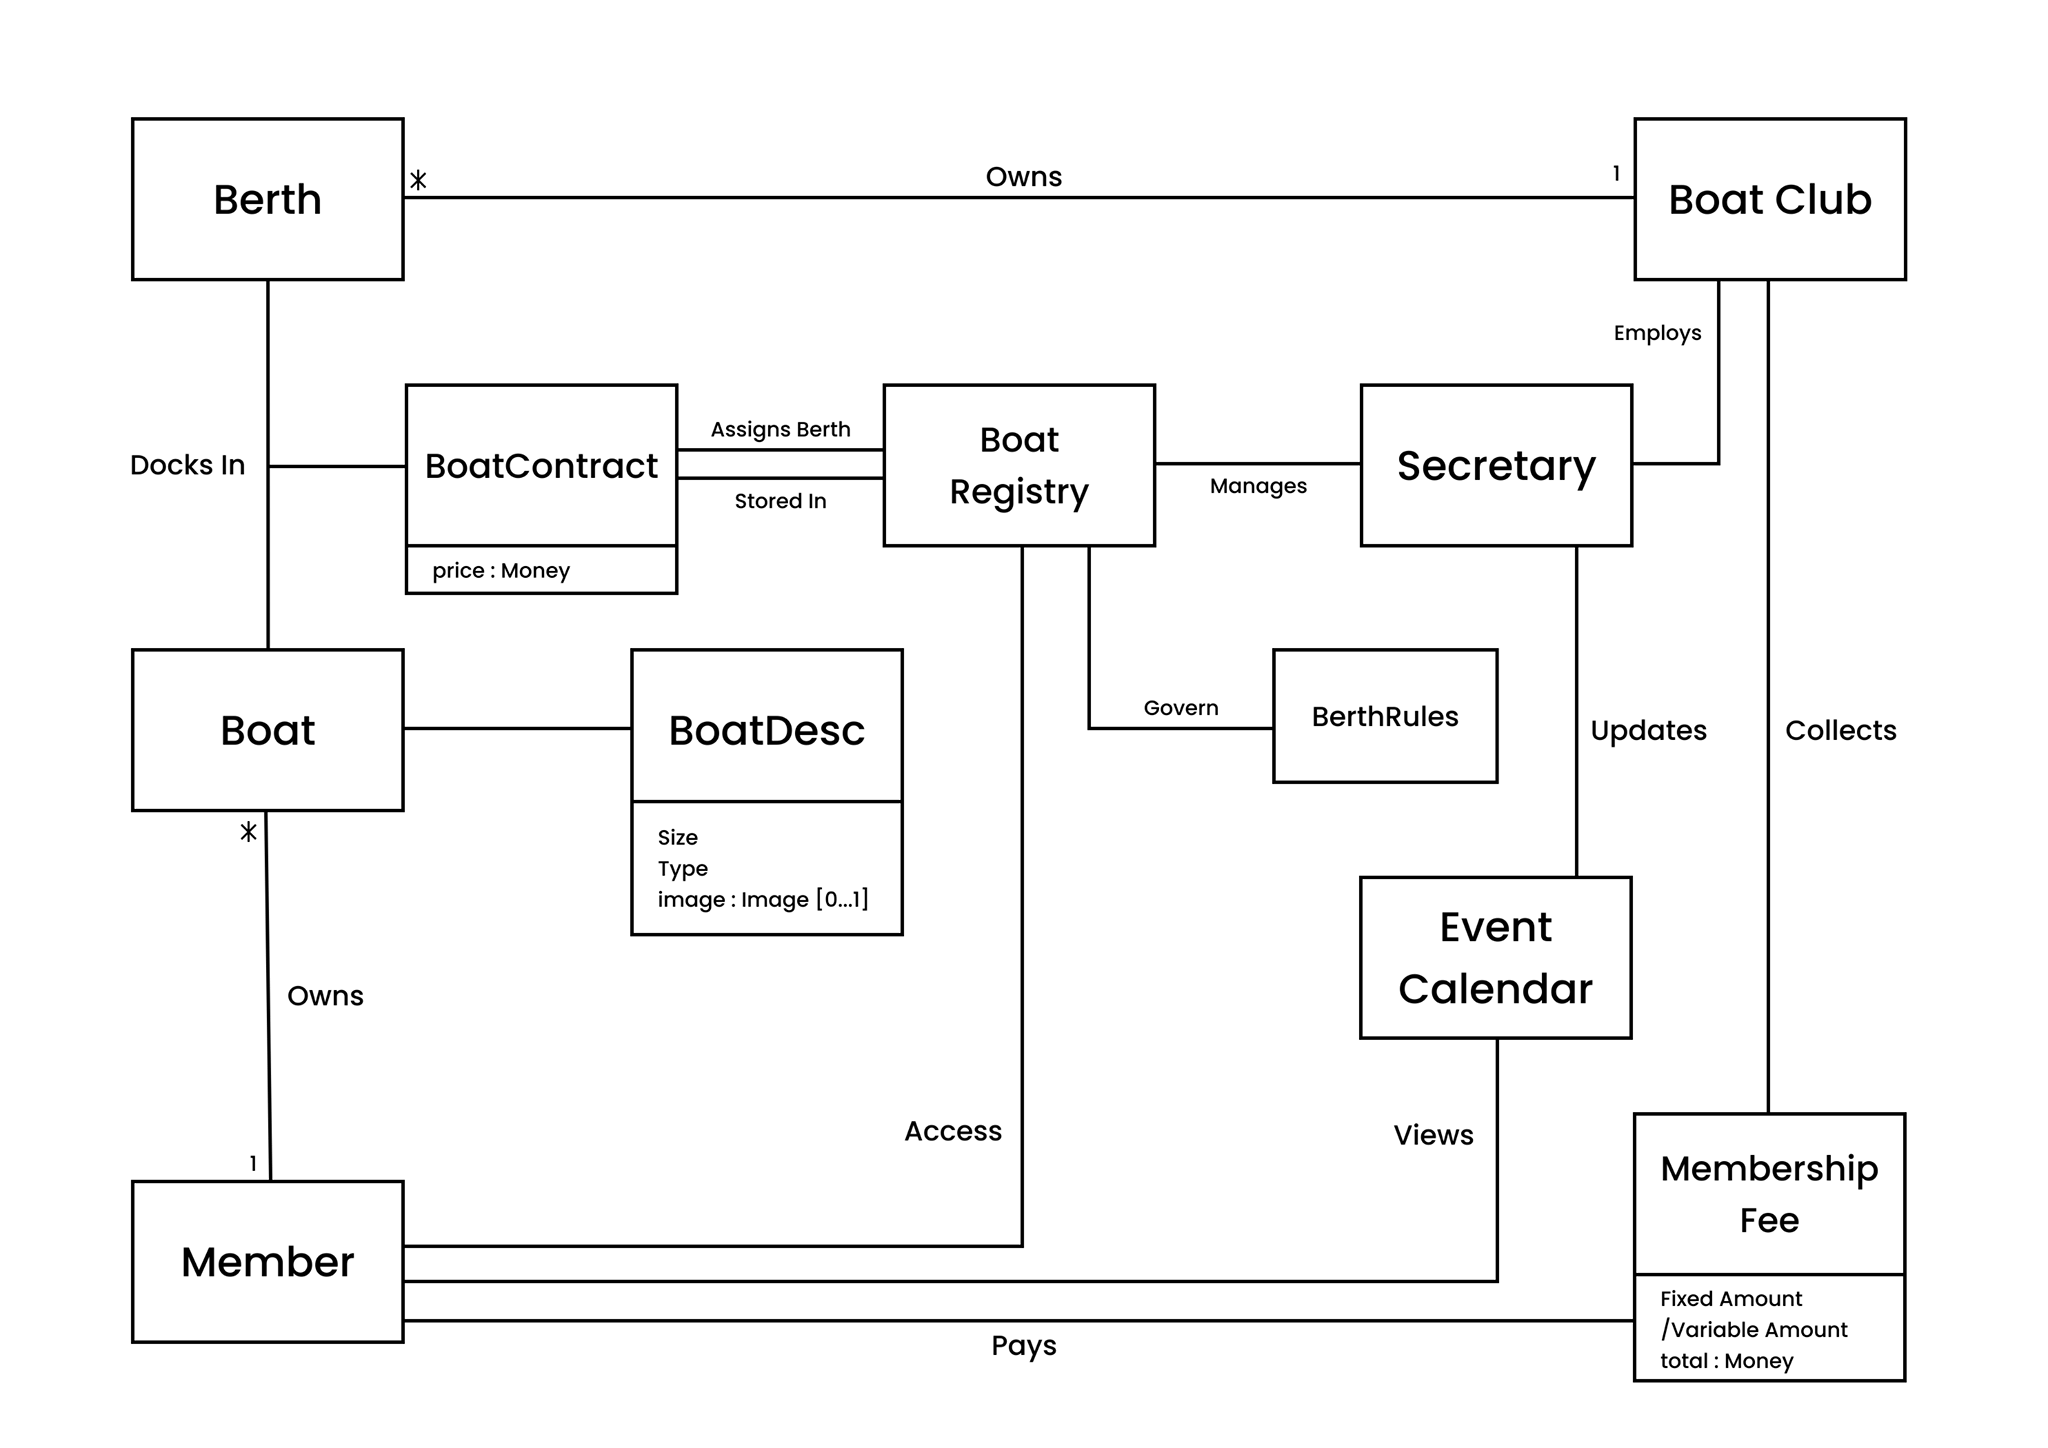 Berth
*
Owns
1
Boat Club
Employs
Docks In
BoatContract
price : Money
Assigns Berth
Stored In
Boat
Registry
Manages
Secretary
Boat
BoatDesc
Size
Type
image : Image [0...1]
Govern
BerthRules
Updates
Collects
*
Owns
1
Event
Calendar
Access
Views
Member
Pays
Membership
Fee
Fixed Amount
/Variable Amount
total : Money